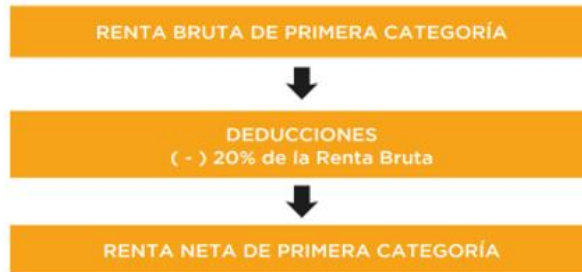 RENTA BRUTA DE PRIMERA CATEGORÍA
DEDUCCIONES
( - ) 20% de la Renta Bruta
RENTA NETA DE PRIMERA CATEGORÍA